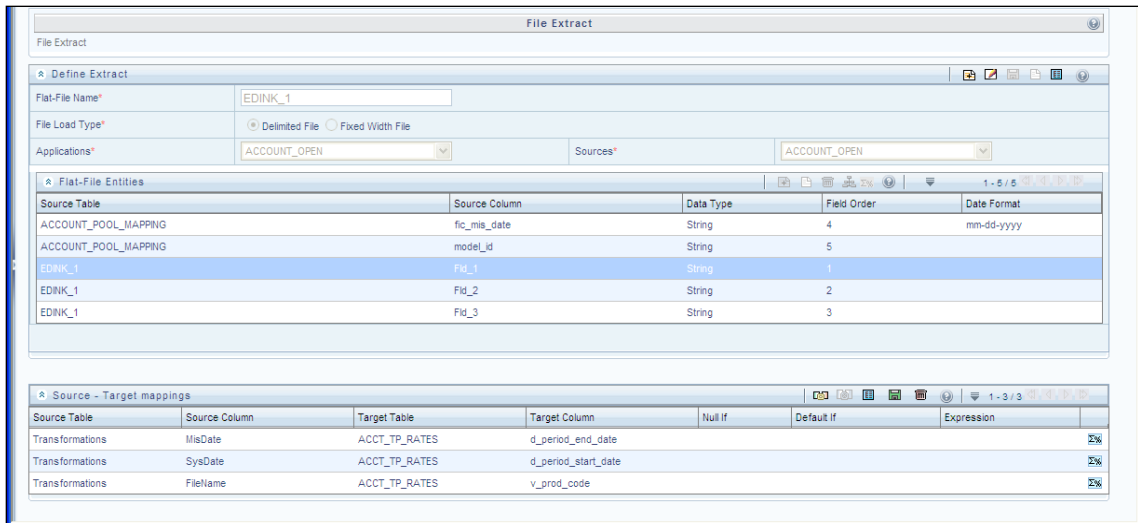 File Extract
File Extract
Define Extract
Flat-File Name* EDINK_1
File Load Type* Delimited File Fixed Width File
Applications* ACCOUNT_OPEN Sources* ACCOUNT_OPEN
Flat-File Entities 1 - 5 / 5
Source Table Source Column Data Type Field Order Date Format
ACCOUNT_POOL_MAPPING fic_mis_date String 4 mm-dd-yyyy
ACCOUNT_POOL_MAPPING model_id String 5
EDINK_1 Fld_1 String 1
EDINK_1 Fld_2 String 2
EDINK_1 Fld_3 String 3
Source - Target mappings 1 - 3 / 3
Source Table Source Column Target Table Target Column Null If Default If Expression
Transformations MisDate ACCT_TP_RATES d_period_end_date Σ%
Transformations SysDate ACCT_TP_RATES d_period_start_date Σ%
Transformations FileName ACCT_TP_RATES v_prod_code Σ%